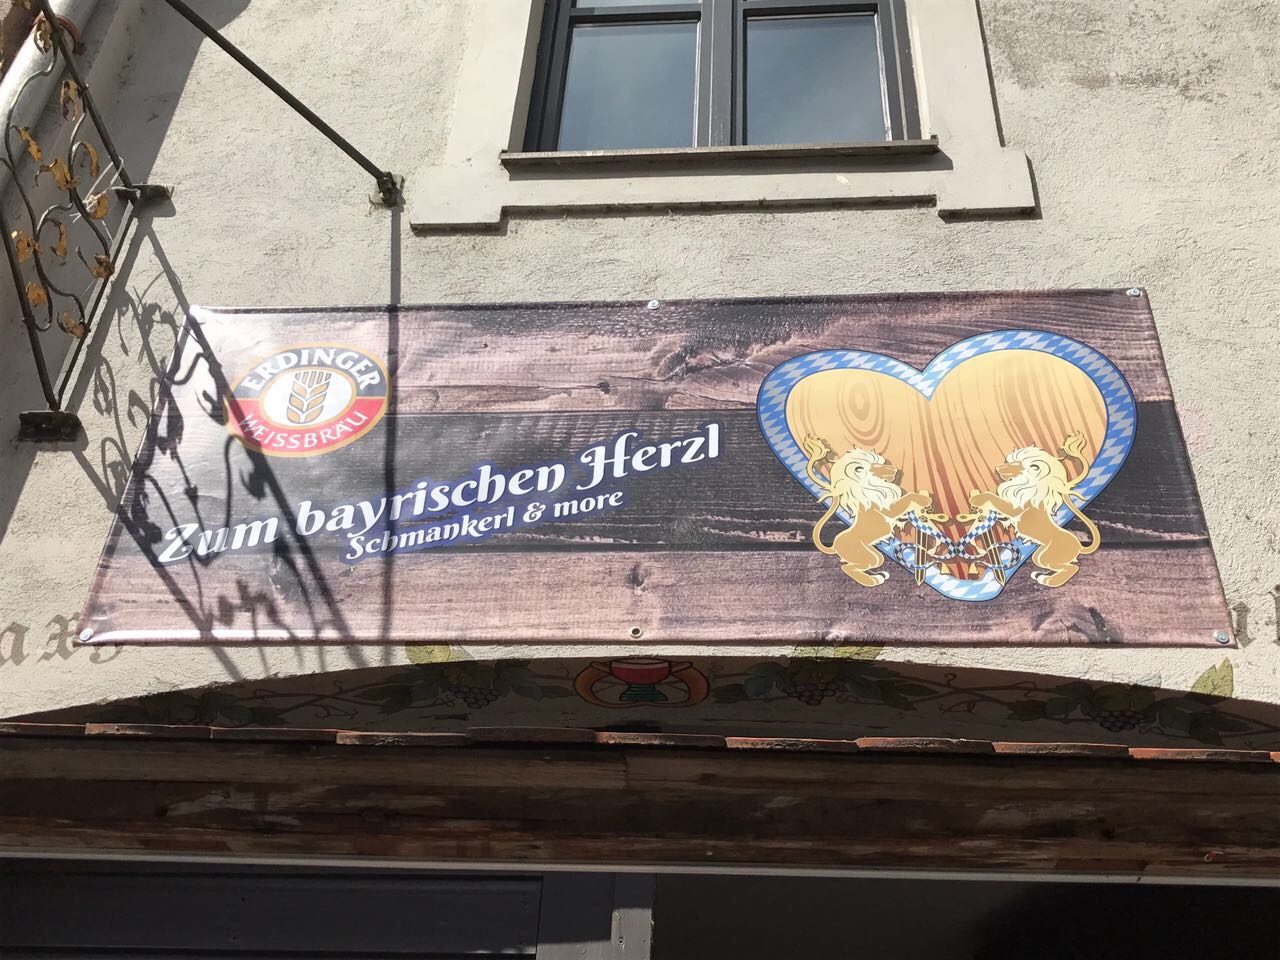 ERDINGER
WEISSBRÄU
Zum bayrischen Herzl
Schmankerl & more